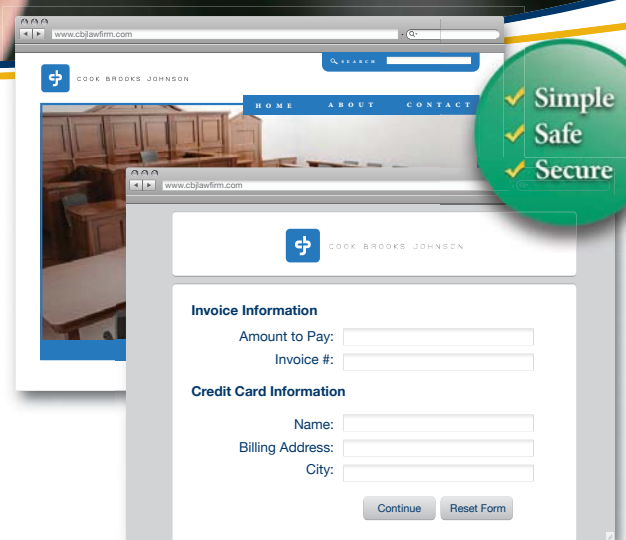 www.cbjlawfirm.com
SEARCH
COOK BROOKS JOHNSON
HOME ABOUT CONTACT
Simple
Safe
Secure
www.cbjlawfirm.com
COOK BROOKS JOHNSON
Invoice Information
Amount to Pay:
Invoice #:
Credit Card Information
Name:
Billing Address:
City:
Continue Reset Form